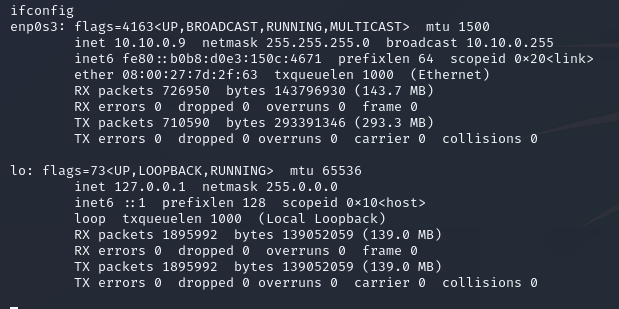 ifconfig
enp0s3: flags=4163<UP,BROADCAST,RUNNING,MULTICAST>  mtu 1500
        inet 10.10.0.9  netmask 255.255.255.0  broadcast 10.10.0.255
        inet6 fe80::b0b8:d0e3:150c:4671  prefixlen 64  scopeid 0×20<link>
        ether 08:00:27:7d:2f:63  txqueuelen 1000  (Ethernet)
        RX packets 726950  bytes 143796930 (143.7 MB)
        RX errors 0  dropped 0  overruns 0  frame 0
        TX packets 710590  bytes 293391346 (293.3 MB)
        TX errors 0  dropped 0 overruns 0  carrier 0  collisions 0

lo: flags=73<UP,LOOPBACK,RUNNING>  mtu 65536
        inet 127.0.0.1  netmask 255.0.0.0
        inet6 ::1  prefixlen 128  scopeid 0×10<host>
        loop  txqueuelen 1000  (Local Loopback)
        RX packets 1895992  bytes 139052059 (139.0 MB)
        RX errors 0  dropped 0  overruns 0  frame 0
        TX packets 1895992  bytes 139052059 (139.0 MB)
        TX errors 0  dropped 0 overruns 0  carrier 0  collisions 0